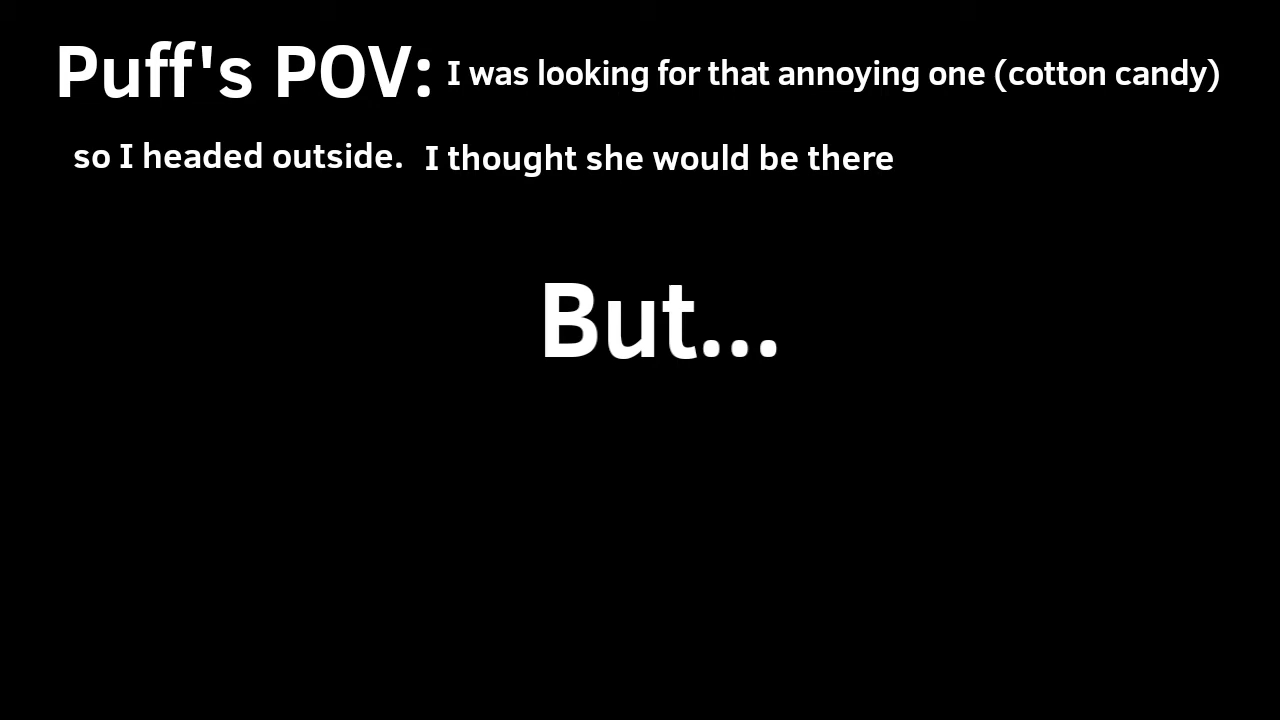 Puff's POV: I was looking for that annoying one (cotton candy)
so I headed outside. I thought she would be there
But...